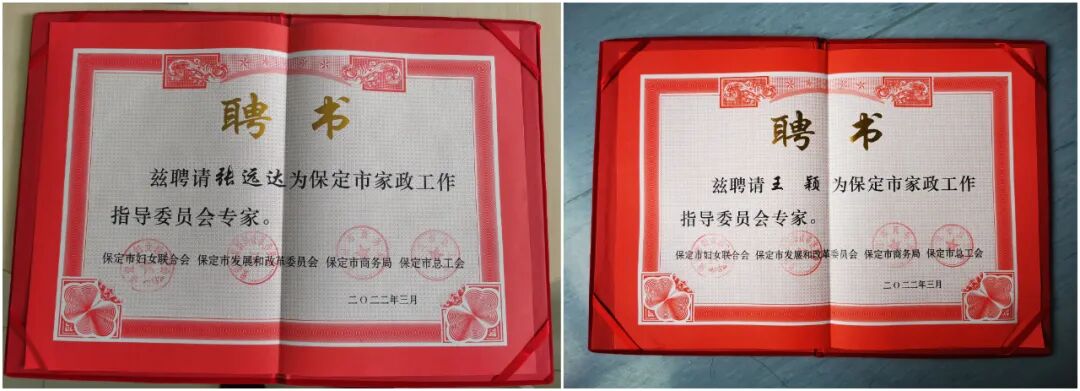 聘书
兹聘请张远达为保定市家政工作
指导委员会专家。
保定市妇女联合会 保定市发展和改革委员会 保定市商务局 保定市总工会
二〇二二年三月
聘书
兹聘请王颖为保定市家政工作
指导委员会专家。
保定市妇女联合会 保定市发展和改革委员会 保定市商务局 保定市总工会
二〇二二年三月